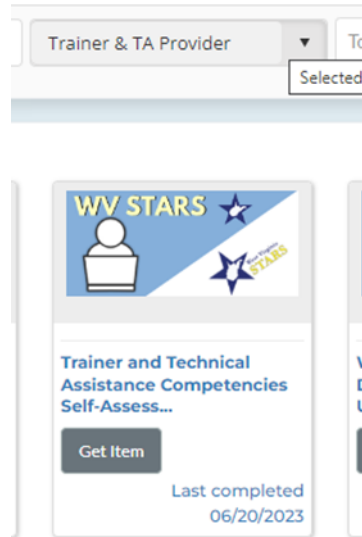 Trainer & TA Provider
Selected
WV STARS
West Virginia
STARS
Trainer and Technical
Assistance Competencies
Self-Assess...
Get Item
Last completed
06/20/2023